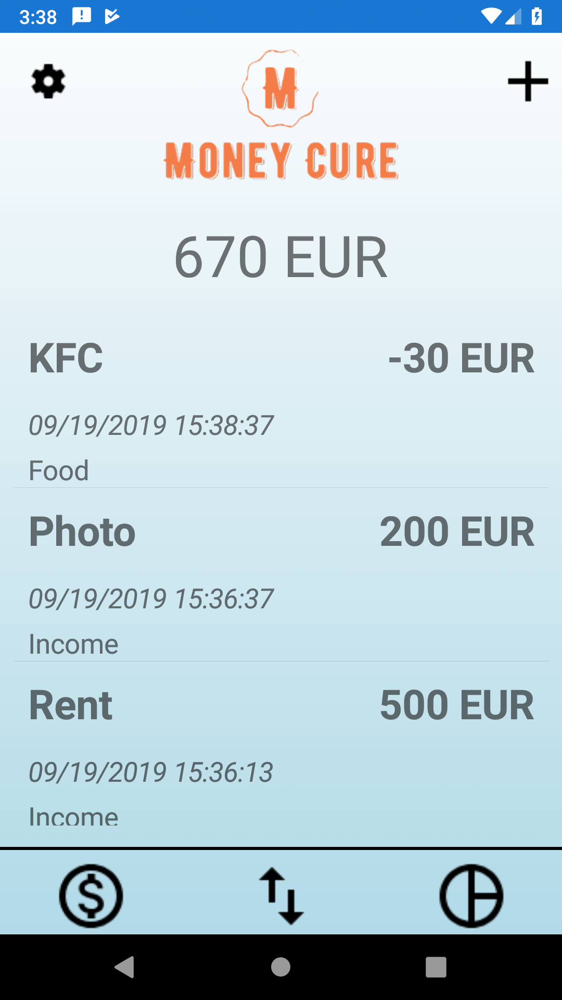 3:38
M
MONEY CURE
670 EUR
KFC -30 EUR
09/19/2019 15:38:37
Food
Photo 200 EUR
09/19/2019 15:36:37
Income
Rent 500 EUR
09/19/2019 15:36:13
Income